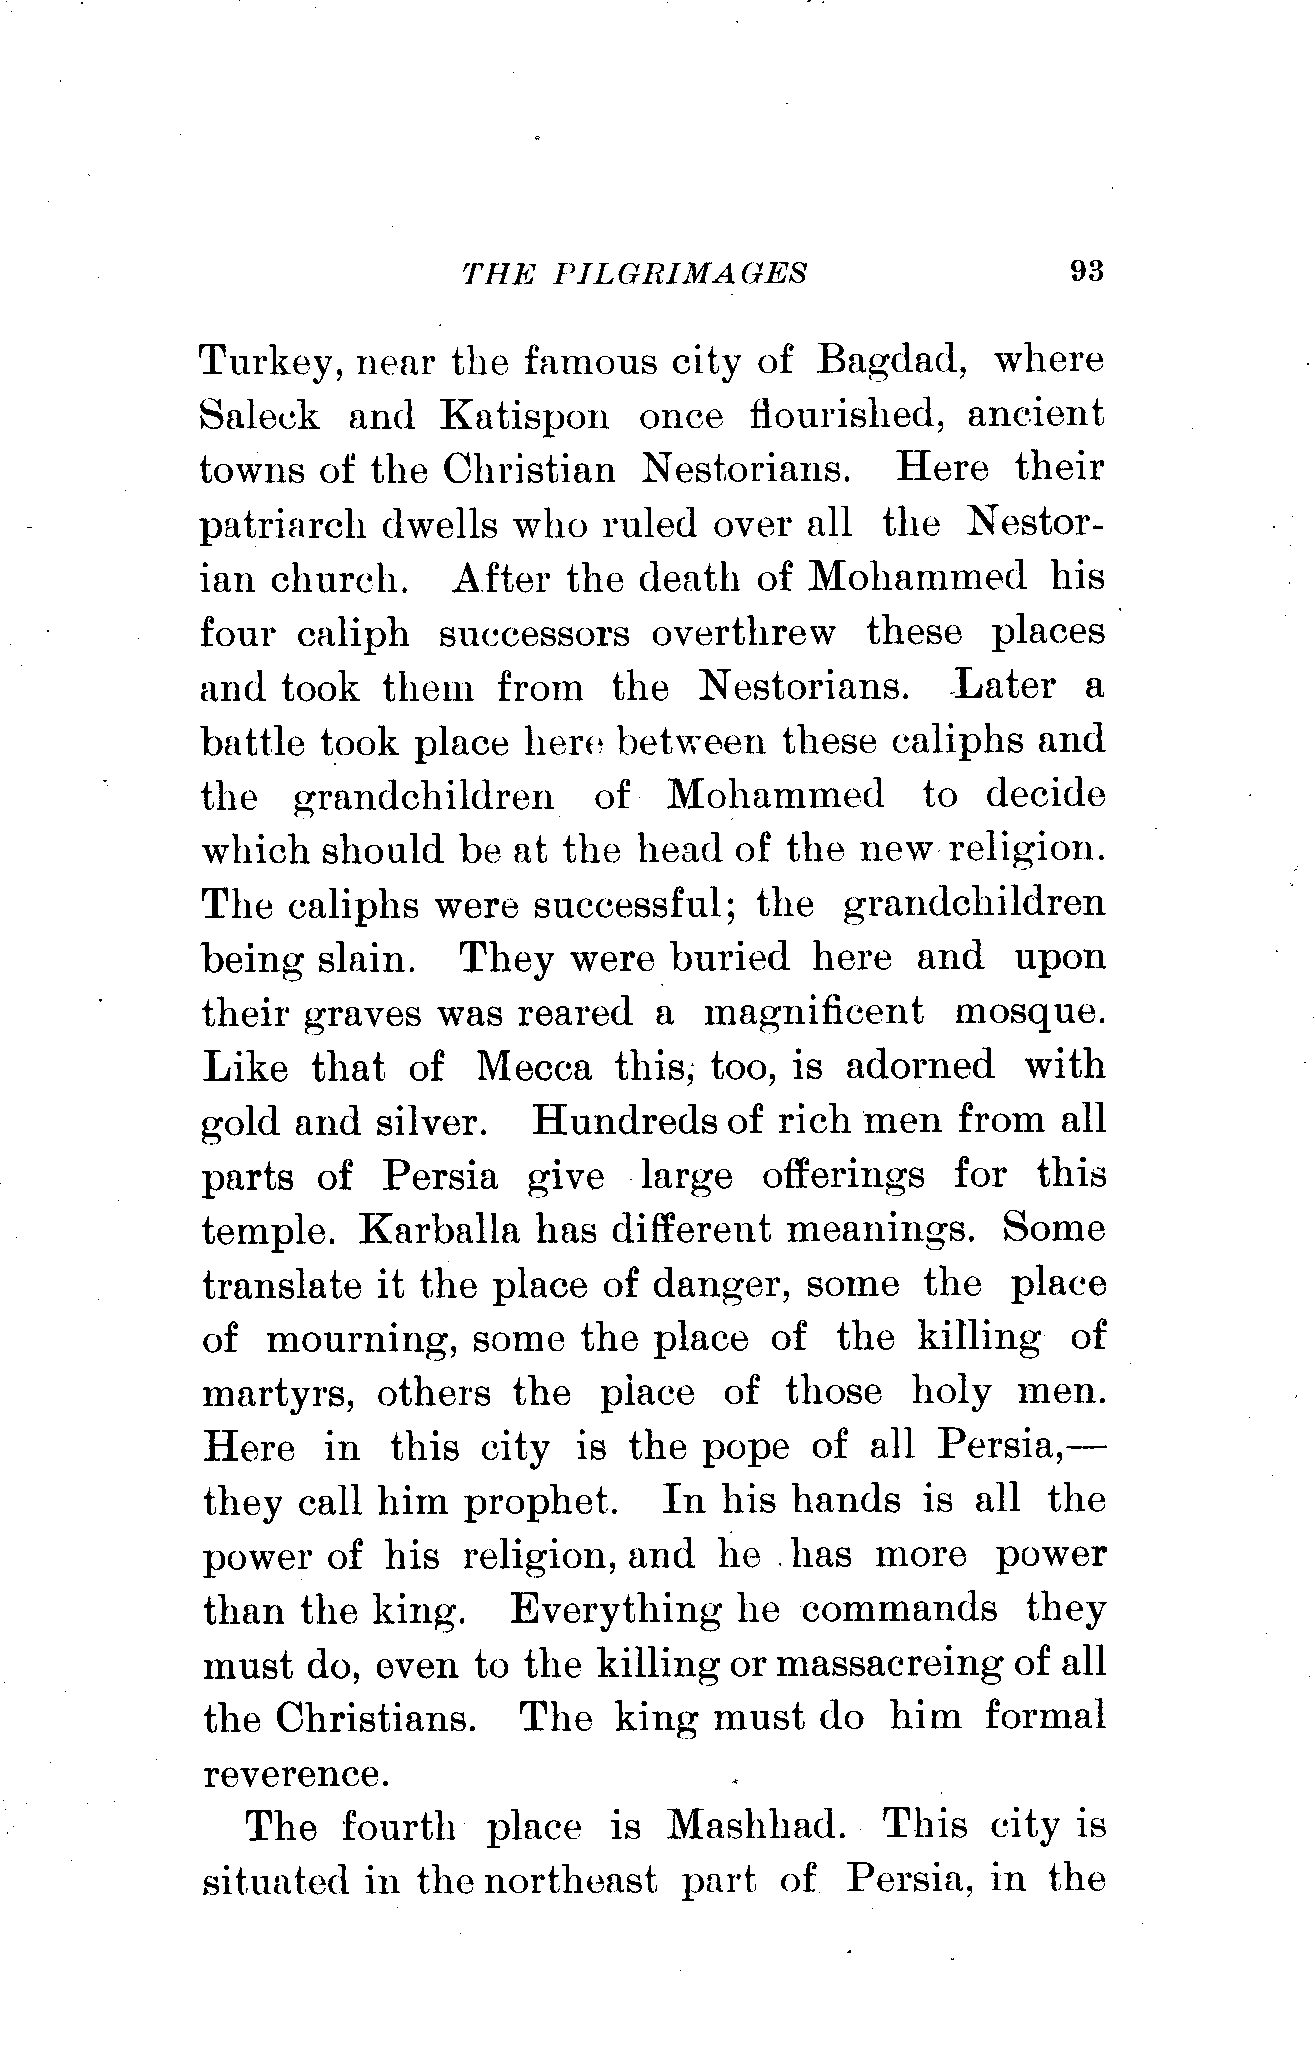 THE PILGRIMAGES 93
Turkey, near the famous city of Bagdad, where
Saleck and Katispon once flourished, ancient
towns of the Christian Nestorians. Here their
patriarch dwells who ruled over all the Nestor-
ian church. After the death of Mohammed his
four caliph successors overthrew these places
and took them from the Nestorians. Later a
battle took place here between these caliphs and
the grandchildren of Mohammed to decide
which should be at the head of the new religion.
The caliphs were successful; the grandchildren
being slain. They were buried here and upon
their graves was reared a magnificent mosque.
Like that of Mecca this, too, is adorned with
gold and silver. Hundreds of rich men from all
parts of Persia give large offerings for this
temple. Karballa has different meanings. Some
translate it the place of danger, some the place
of mourning, some the place of the killing of
martyrs, others the place of those holy men.
Here in this city is the pope of all Persia,—
they call him prophet. In his hands is all the
power of his religion, and he has more power
than the king. Everything he commands they
must do, even to the killing or massacreing of all
the Christians. The king must do him formal
reverence.
The fourth place is Mashhad. This city is
situated in the northeast part of Persia, in the